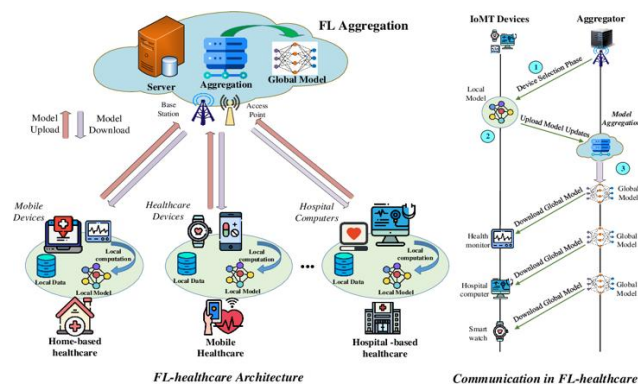 FL Aggregation
Server
Aggregation
Global Model
Model
Upload
Model
Download
Base
Station
Access
Point
Mobile
Devices
Healthcare
Devices
Hospital
Computers
Local
computation
Local Data
Local Model
Local
computation
Local Data
Local Model
...
Local
computation
Local Data
Local Model
Home-based
healthcare
Mobile
Healthcare
Hospital -based
healthcare
FL-healthcare Architecture
IoMT Devices
Aggregator
1
Device Selection Phase
Local
Model
2
Upload Model Updates
Model
Aggregation
3
Download Global Model
Global
Model
Health
monitor
Download Global Model
Global
Model
Hospital
computer
Download Global Model
Global
Model
Smart
watch
Communication in FL-healthcare